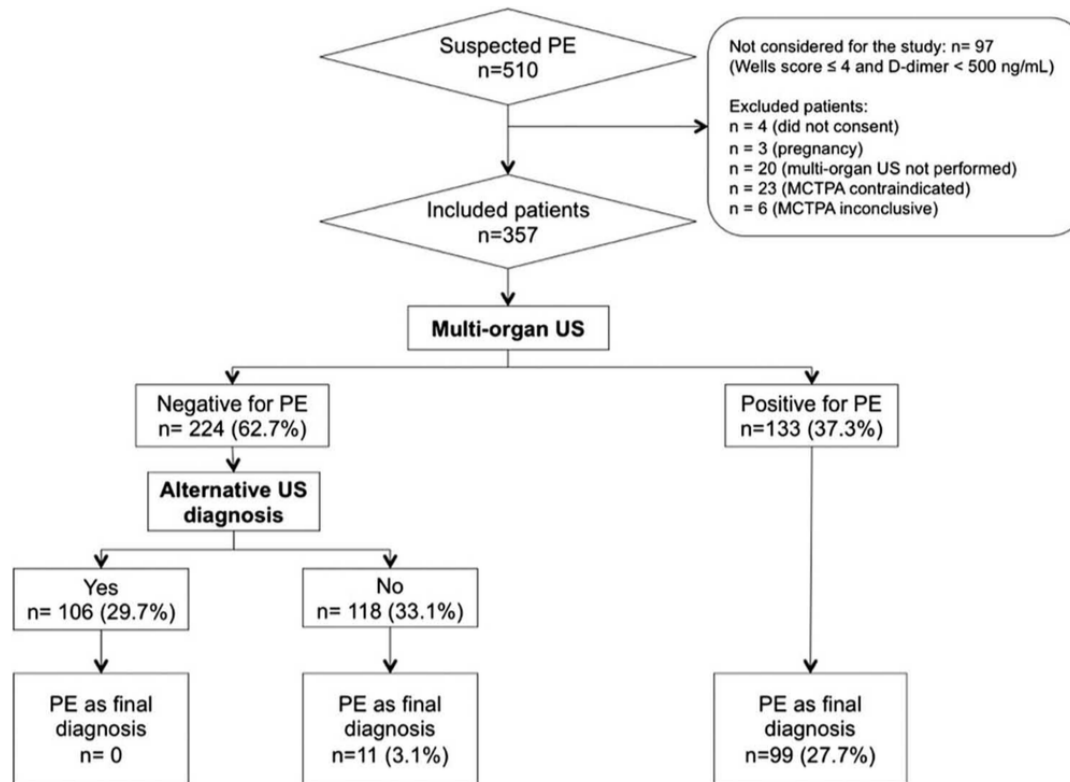 Suspected PE
n=510
Not considered for the study: n= 97
(Wells score ≤ 4 and D-dimer < 500 ng/mL)
Excluded patients:
n = 4 (did not consent)
n = 3 (pregnancy)
n = 20 (multi-organ US not performed)
n = 23 (MCTPA contraindicated)
n = 6 (MCTPA inconclusive)
Included patients
n=357
Multi-organ US
Negative for PE
n= 224 (62.7%)
Positive for PE
n=133 (37.3%)
Alternative US
diagnosis
Yes
n= 106 (29.7%)
No
n= 118 (33.1%)
PE as final
diagnosis
n= 0
PE as final
diagnosis
n=11 (3.1%)
PE as final
diagnosis
n=99 (27.7%)